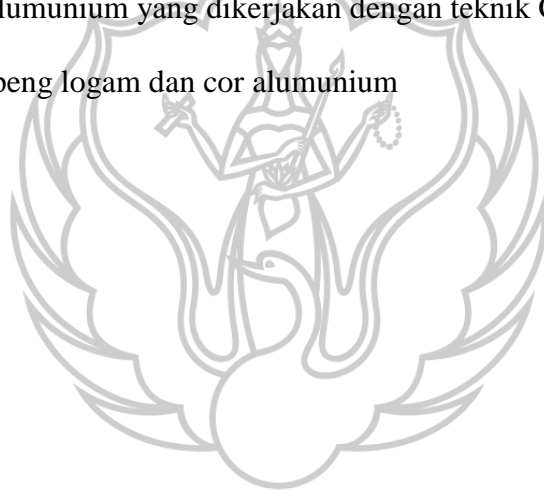 lumunium yang dikerjakan dengan teknik
peng logam dan cor alumunium